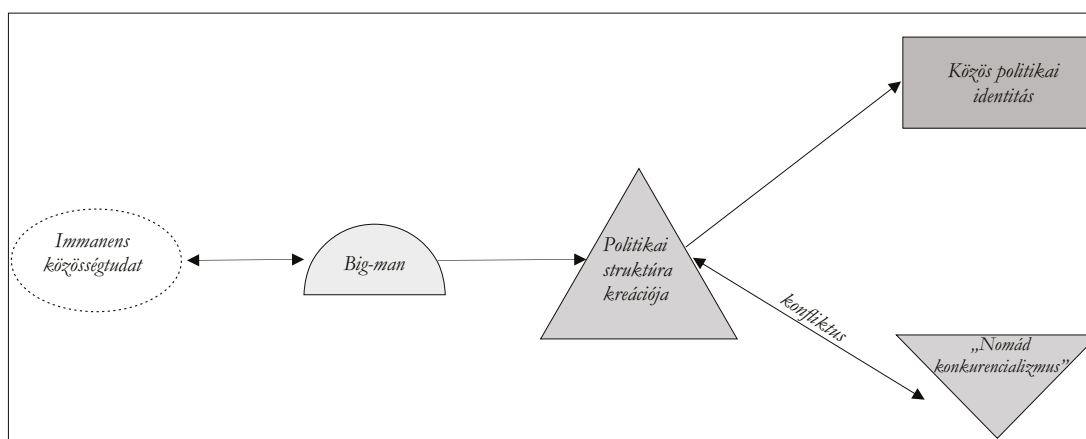 Immanens
közösségtudat
Big-man
Politikai
struktúra
kreációja
Közös politikai
identitás
konfliktus
„Nomád
konkurencializmus”